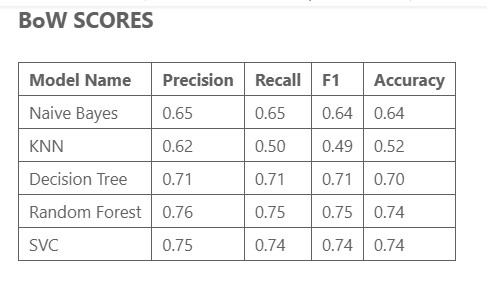 BoW SCORES
Model Name Precision Recall F1 Accuracy
Naive Bayes 0.65 0.65 0.64 0.64
KNN 0.62 0.50 0.49 0.52
Decision Tree 0.71 0.71 0.71 0.70
Random Forest 0.76 0.75 0.75 0.74
SVC 0.75 0.74 0.74 0.74